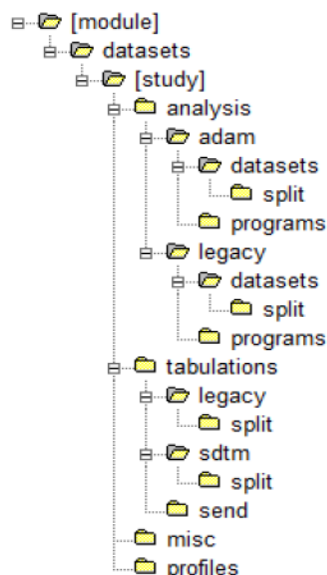 [module]
datasets
[study]
analysis
adam
datasets
split
programs
legacy
datasets
split
programs
tabulations
legacy
split
sdtm
split
send
misc
profiles